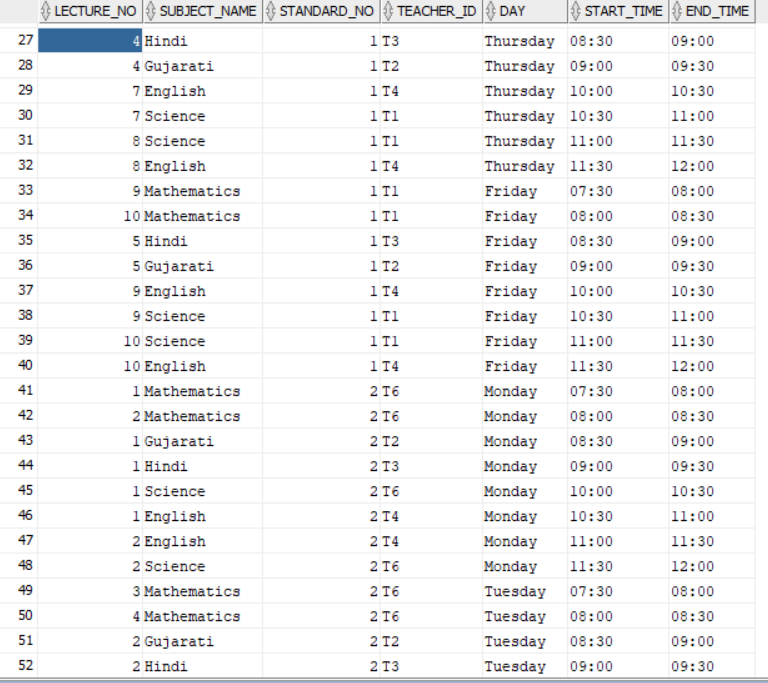 LECTURE_NO SUBJECT_NAME STANDARD_NO TEACHER_ID DAY START_TIME END_TIME
27 4 Hindi 1 T3 Thursday 08:30 09:00
28 4 Gujarati 1 T2 Thursday 09:00 09:30
29 7 English 1 T4 Thursday 10:00 10:30
30 7 Science 1 T1 Thursday 10:30 11:00
31 8 Science 1 T1 Thursday 11:00 11:30
32 8 English 1 T4 Thursday 11:30 12:00
33 9 Mathematics 1 T1 Friday 07:30 08:00
34 10 Mathematics 1 T1 Friday 08:00 08:30
35 5 Hindi 1 T3 Friday 08:30 09:00
36 5 Gujarati 1 T2 Friday 09:00 09:30
37 9 English 1 T4 Friday 10:00 10:30
38 9 Science 1 T1 Friday 10:30 11:00
39 10 Science 1 T1 Friday 11:00 11:30
40 10 English 1 T4 Friday 11:30 12:00
41 1 Mathematics 2 T6 Monday 07:30 08:00
42 2 Mathematics 2 T6 Monday 08:00 08:30
43 1 Gujarati 2 T2 Monday 08:30 09:00
44 1 Hindi 2 T3 Monday 09:00 09:30
45 1 Science 2 T6 Monday 10:00 10:30
46 1 English 2 T4 Monday 10:30 11:00
47 2 English 2 T4 Monday 11:00 11:30
48 2 Science 2 T6 Monday 11:30 12:00
49 3 Mathematics 2 T6 Tuesday 07:30 08:00
50 4 Mathematics 2 T6 Tuesday 08:00 08:30
51 2 Gujarati 2 T2 Tuesday 08:30 09:00
52 2 Hindi 2 T3 Tuesday 09:00 09:30